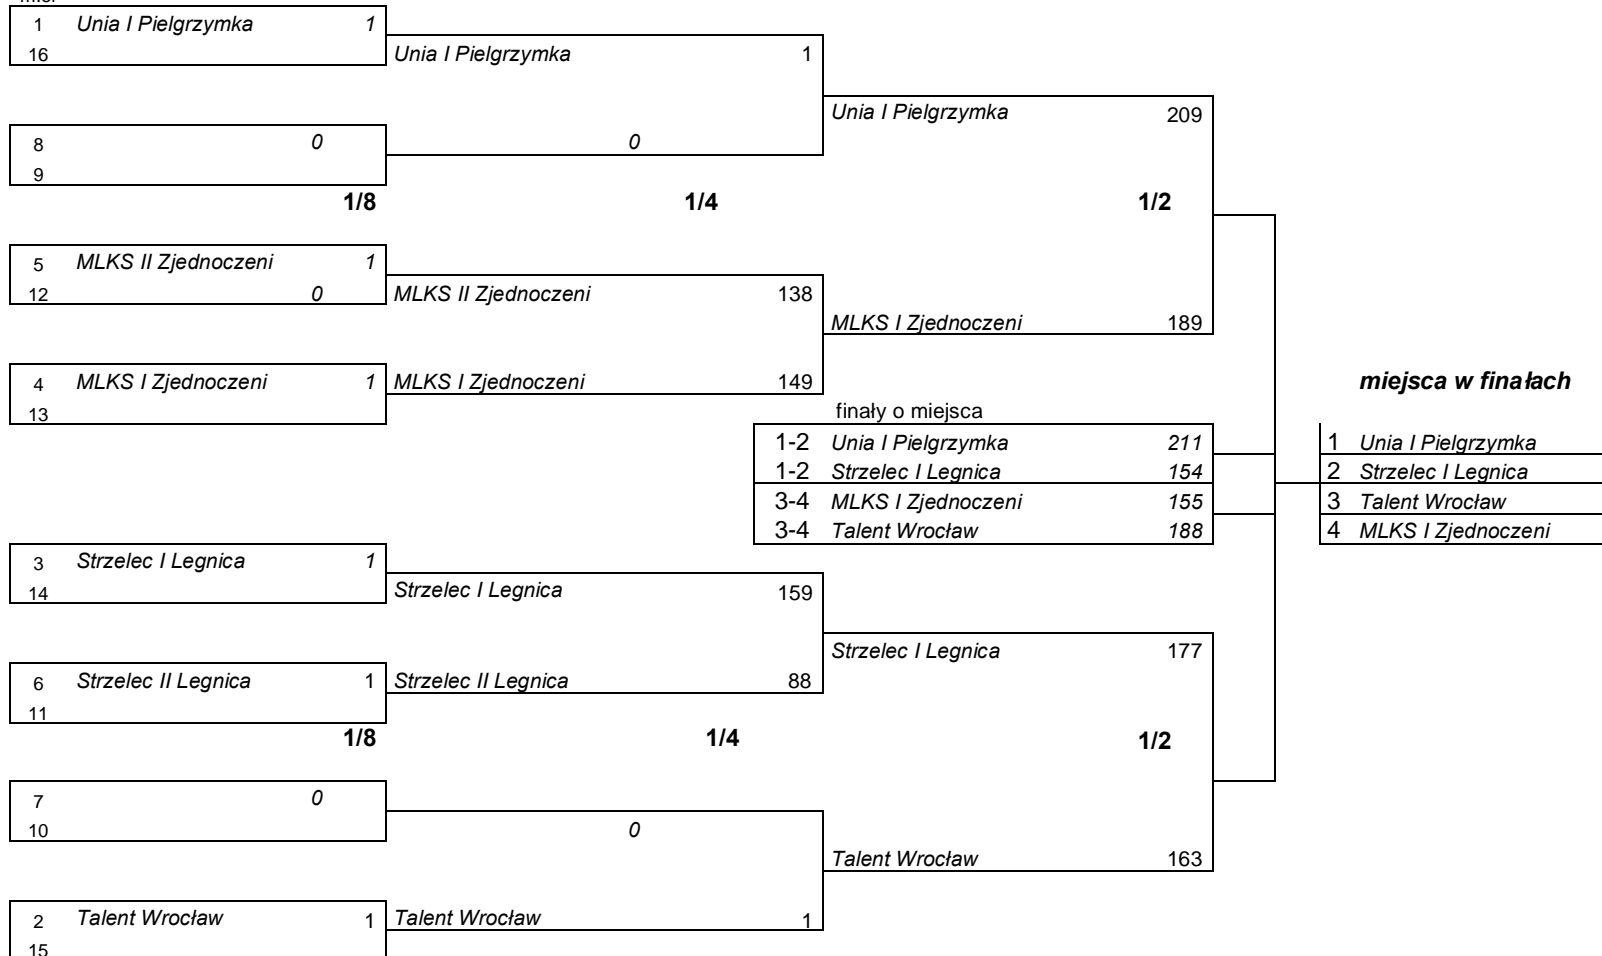 1 Unia I Pielgrzymka 1
16 Unia I Pielgrzymka 1
Unia I Pielgrzymka 209
8 0 0
9
1/8 1/4 1/2
5 MLKS II Zjednoczeni 1
12 0 MLKS II Zjednoczeni 138
MLKS I Zjednoczeni 189
4 MLKS I Zjednoczeni 1 MLKS I Zjednoczeni 149 miejsca w finałach
13 finały o miejsca
1-2 Unia I Pielgrzymka 211 1 Unia I Pielgrzymka
1-2 Strzelec I Legnica 154 2 Strzelec I Legnica
3-4 MLKS I Zjednoczeni 155 3 Talent Wrocław
3-4 Talent Wrocław 188 4 MLKS I Zjednoczeni
3 Strzelec I Legnica 1
14 Strzelec I Legnica 159
Strzelec I Legnica 177
6 Strzelec II Legnica 1 Strzelec II Legnica 88
11
1/8 1/4 1/2
7 0
10 0
Talent Wrocław 163
2 Talent Wrocław 1 Talent Wrocław 1
15